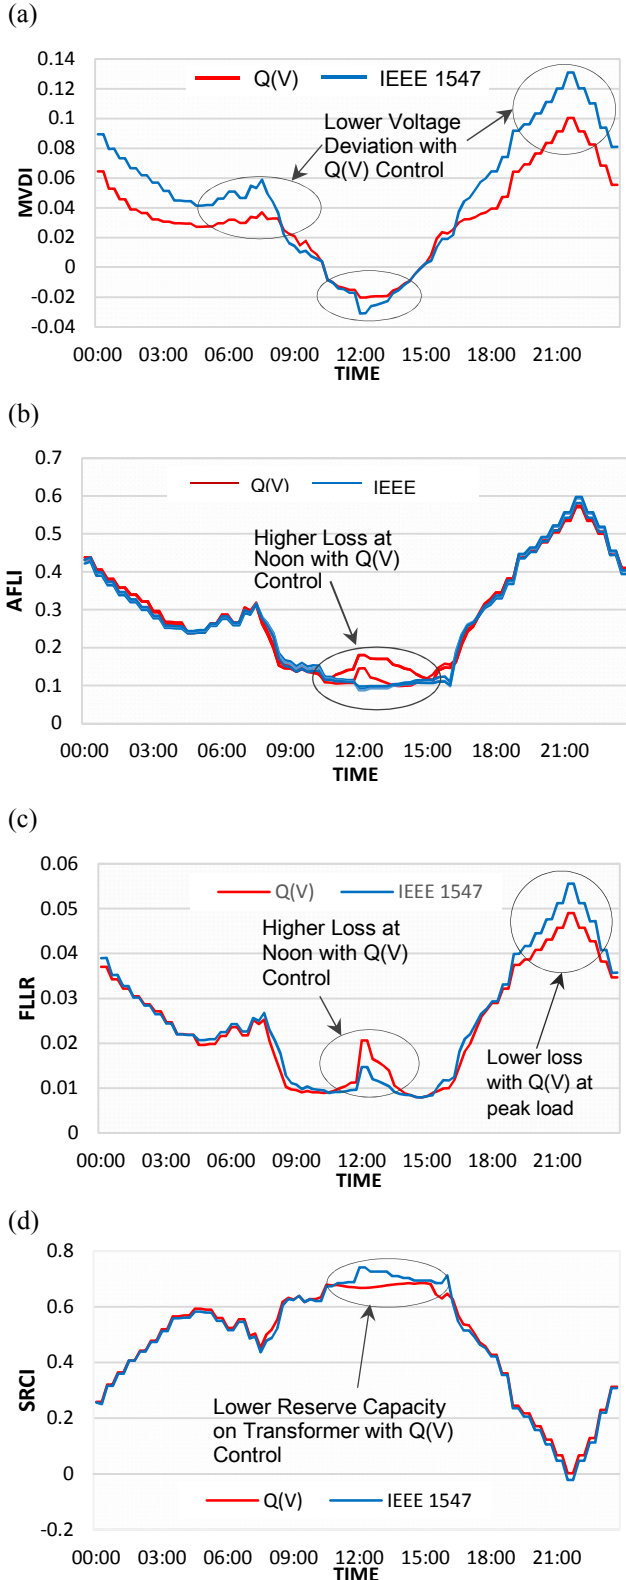 (a)
0.14
0.12
0.1
0.08
0.06
0.04
0.02
0
-0.02
-0.04
MVDI
Q(V) IEEE 1547
Lower Voltage
Deviation with
Q(V) Control
00:00 03:00 06:00 09:00 12:00 15:00 18:00 21:00
TIME
(b)
0.7
0.6
0.5
0.4
0.3
0.2
0.1
0
AFLI
Q(V) IEEE
Higher Loss at
Noon with Q(V)
Control
00:00 03:00 06:00 09:00 12:00 15:00 18:00 21:00
TIME
(c)
0.06
0.05
0.04
0.03
0.02
0.01
0
FLLR
Q(V) IEEE 1547
Higher Loss at
Noon with Q(V)
Control
Lower loss
with Q(V) at
peak load
00:00 03:00 06:00 09:00 12:00 15:00 18:00 21:00
TIME
(d)
0.8
0.6
0.4
0.2
0
-0.2
SRCI
Lower Reserve Capacity
on Transformer with Q(V)
Control
Q(V) IEEE 1547
00:00 03:00 06:00 09:00 12:00 15:00 18:00 21:00
TIME